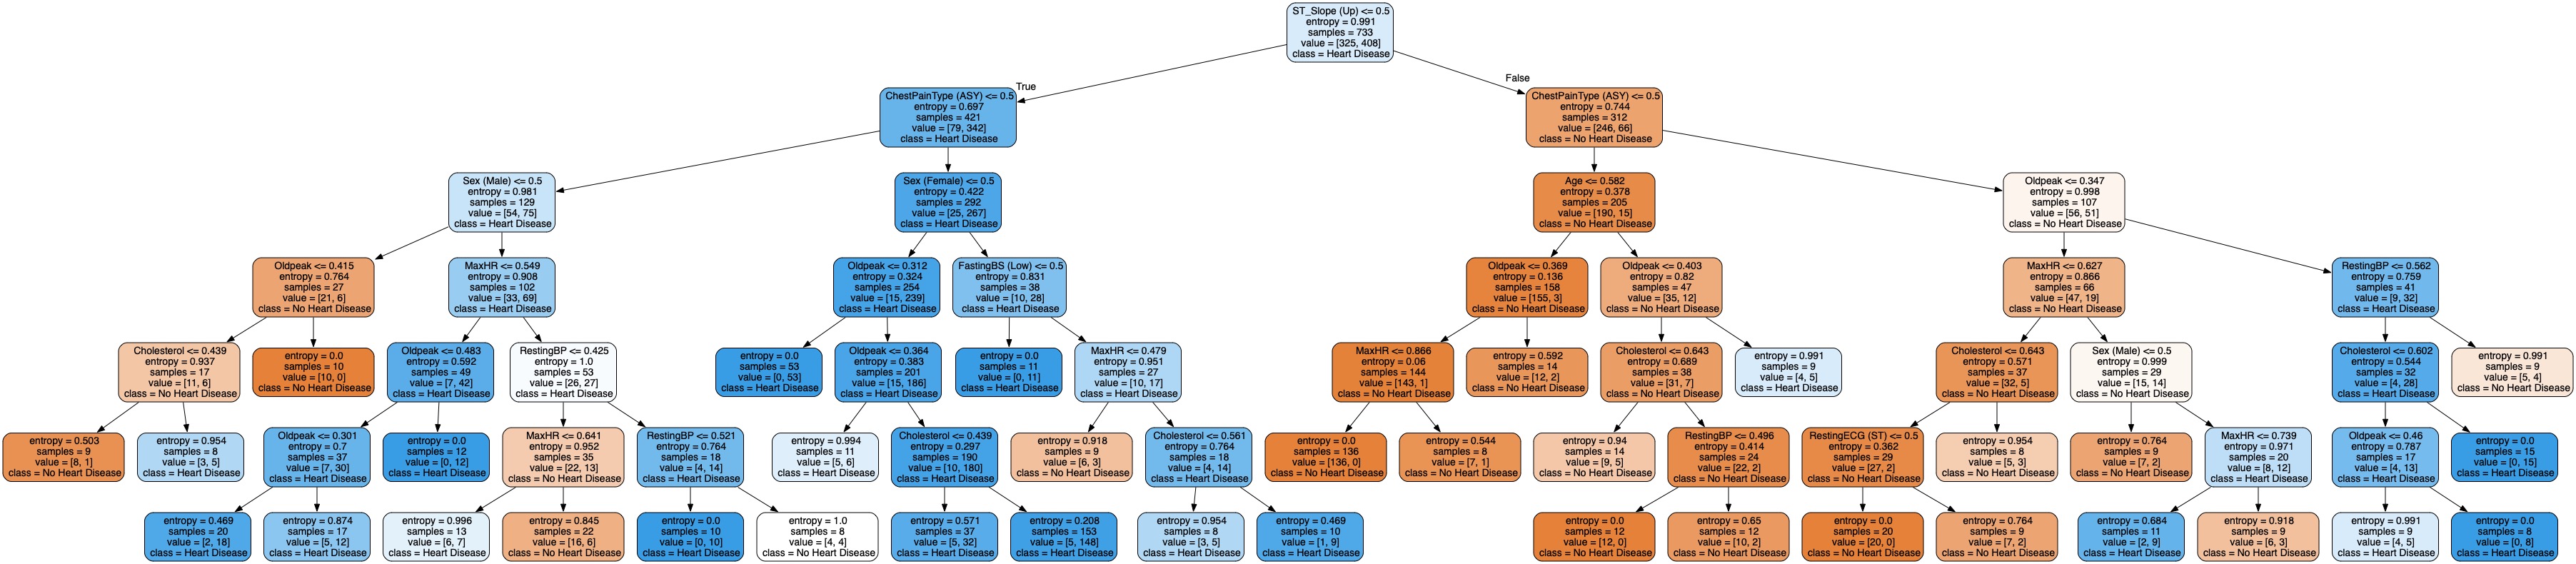 ST_Slope (Up) <= 0.5
entropy = 0.991
samples = 733
value = [325, 408]
class = Heart Disease
True
False
ChestPainType (ASY) <= 0.5
entropy = 0.697
samples = 421
value = [79, 342]
class = Heart Disease
ChestPainType (ASY) <= 0.5
entropy = 0.744
samples = 312
value = [246, 66]
class = No Heart Disease
Sex (Male) <= 0.5
entropy = 0.981
samples = 129
value = [54, 75]
class = Heart Disease
Sex (Female) <= 0.5
entropy = 0.422
samples = 292
value = [25, 267]
class = Heart Disease
Age <= 0.582
entropy = 0.378
samples = 205
value = [190, 15]
class = No Heart Disease
Oldpeak <= 0.347
entropy = 0.998
samples = 107
value = [56, 51]
class = No Heart Disease
Oldpeak <= 0.415
entropy = 0.764
samples = 27
value = [21, 6]
class = No Heart Disease
MaxHR <= 0.549
entropy = 0.908
samples = 102
value = [33, 69]
class = Heart Disease
Oldpeak <= 0.312
entropy = 0.324
samples = 254
value = [15, 239]
class = Heart Disease
FastingBS (Low) <= 0.5
entropy = 0.831
samples = 38
value = [10, 28]
class = Heart Disease
Oldpeak <= 0.369
entropy = 0.136
samples = 158
value = [155, 3]
class = No Heart Disease
Oldpeak <= 0.403
entropy = 0.82
samples = 47
value = [35, 12]
class = No Heart Disease
MaxHR <= 0.627
entropy = 0.866
samples = 66
value = [47, 19]
class = No Heart Disease
RestingBP <= 0.562
entropy = 0.759
samples = 41
value = [9, 32]
class = Heart Disease
Cholesterol <= 0.439
entropy = 0.937
samples = 17
value = [11, 6]
class = No Heart Disease
entropy = 0.0
samples = 10
value = [10, 0]
class = No Heart Disease
Oldpeak <= 0.483
entropy = 0.592
samples = 49
value = [7, 42]
class = Heart Disease
RestingBP <= 0.425
entropy = 1.0
samples = 53
value = [26, 27]
class = Heart Disease
entropy = 0.0
samples = 53
value = [0, 53]
class = Heart Disease
Oldpeak <= 0.364
entropy = 0.383
samples = 201
value = [15, 186]
class = Heart Disease
entropy = 0.0
samples = 11
value = [0, 11]
class = Heart Disease
MaxHR <= 0.479
entropy = 0.951
samples = 27
value = [10, 17]
class = Heart Disease
MaxHR <= 0.866
entropy = 0.06
samples = 144
value = [143, 1]
class = No Heart Disease
entropy = 0.592
samples = 14
value = [12, 2]
class = No Heart Disease
Cholesterol <= 0.643
entropy = 0.689
samples = 38
value = [31, 7]
class = No Heart Disease
entropy = 0.991
samples = 9
value = [4, 5]
class = Heart Disease
Cholesterol <= 0.643
entropy = 0.571
samples = 37
value = [32, 5]
class = No Heart Disease
Sex (Male) <= 0.5
entropy = 0.999
samples = 29
value = [15, 14]
class = No Heart Disease
Cholesterol <= 0.602
entropy = 0.544
samples = 32
value = [4, 28]
class = Heart Disease
entropy = 0.991
samples = 9
value = [5, 4]
class = No Heart Disease
entropy = 0.503
samples = 9
value = [8, 1]
class = No Heart Disease
entropy = 0.954
samples = 8
value = [3, 5]
class = Heart Disease
Oldpeak <= 0.301
entropy = 0.7
samples = 37
value = [7, 30]
class = Heart Disease
entropy = 0.0
samples = 12
value = [0, 12]
class = Heart Disease
MaxHR <= 0.641
entropy = 0.952
samples = 35
value = [22, 13]
class = No Heart Disease
RestingBP <= 0.521
entropy = 0.764
samples = 18
value = [4, 14]
class = Heart Disease
entropy = 0.994
samples = 11
value = [5, 6]
class = Heart Disease
Cholesterol <= 0.439
entropy = 0.297
samples = 190
value = [10, 180]
class = Heart Disease
entropy = 0.918
samples = 9
value = [6, 3]
class = No Heart Disease
Cholesterol <= 0.561
entropy = 0.764
samples = 18
value = [4, 14]
class = Heart Disease
entropy = 0.0
samples = 136
value = [136, 0]
class = No Heart Disease
entropy = 0.544
samples = 8
value = [7, 1]
class = No Heart Disease
entropy = 0.94
samples = 14
value = [9, 5]
class = No Heart Disease
RestingBP <= 0.496
entropy = 0.414
samples = 24
value = [22, 2]
class = No Heart Disease
RestingECG (ST) <= 0.5
entropy = 0.362
samples = 29
value = [27, 2]
class = No Heart Disease
entropy = 0.954
samples = 8
value = [5, 3]
class = No Heart Disease
entropy = 0.764
samples = 9
value = [7, 2]
class = No Heart Disease
MaxHR <= 0.739
entropy = 0.971
samples = 20
value = [8, 12]
class = Heart Disease
Oldpeak <= 0.46
entropy = 0.787
samples = 17
value = [4, 13]
class = Heart Disease
entropy = 0.0
samples = 15
value = [0, 15]
class = Heart Disease
entropy = 0.469
samples = 20
value = [2, 18]
class = Heart Disease
entropy = 0.874
samples = 17
value = [5, 12]
class = Heart Disease
entropy = 0.996
samples = 13
value = [6, 7]
class = Heart Disease
entropy = 0.845
samples = 22
value = [16, 6]
class = No Heart Disease
entropy = 0.0
samples = 10
value = [0, 10]
class = Heart Disease
entropy = 1.0
samples = 8
value = [4, 4]
class = No Heart Disease
entropy = 0.571
samples = 37
value = [5, 32]
class = Heart Disease
entropy = 0.208
samples = 153
value = [5, 148]
class = Heart Disease
entropy = 0.954
samples = 8
value = [3, 5]
class = Heart Disease
entropy = 0.469
samples = 10
value = [1, 9]
class = Heart Disease
entropy = 0.0
samples = 12
value = [12, 0]
class = No Heart Disease
entropy = 0.65
samples = 12
value = [10, 2]
class = No Heart Disease
entropy = 0.0
samples = 20
value = [20, 0]
class = No Heart Disease
entropy = 0.764
samples = 9
value = [7, 2]
class = No Heart Disease
entropy = 0.684
samples = 11
value = [2, 9]
class = Heart Disease
entropy = 0.918
samples = 9
value = [6, 3]
class = No Heart Disease
entropy = 0.991
samples = 9
value = [4, 5]
class = Heart Disease
entropy = 0.0
samples = 8
value = [0, 8]
class = Heart Disease